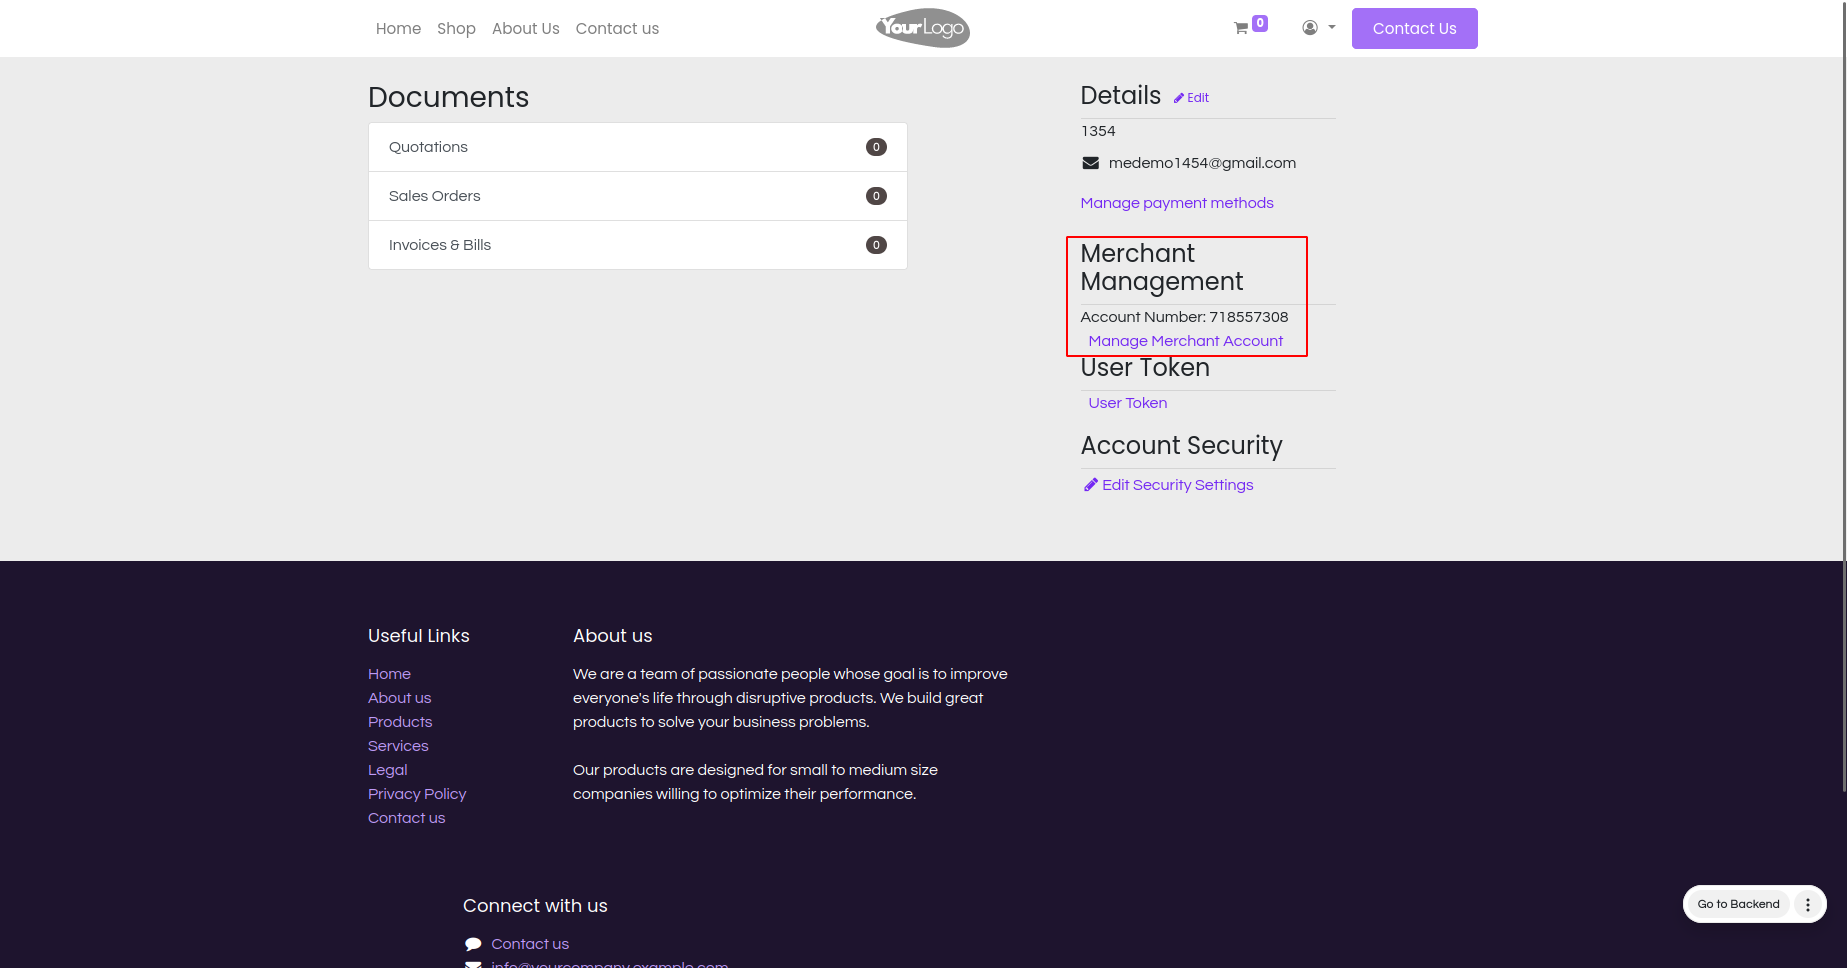 Home Shop About Us Contact us
YourLogo
0
Contact Us
Documents
Quotations 0
Sales Orders 0
Invoices & Bills 0
Details Edit
1354
medemo1454@gmail.com
Manage payment methods
Merchant
Management
Account Number: 718557308
Manage Merchant Account
User Token
User Token
Account Security
Edit Security Settings
Useful Links
Home
About us
Products
Services
Legal
Privacy Policy
Contact us
About us
We are a team of passionate people whose goal is to improve
everyone's life through disruptive products. We build great
products to solve your business problems.
Our products are designed for small to medium size
companies willing to optimize their performance.
Connect with us
Contact us
info@yourcompany.example.com
Go to Backend